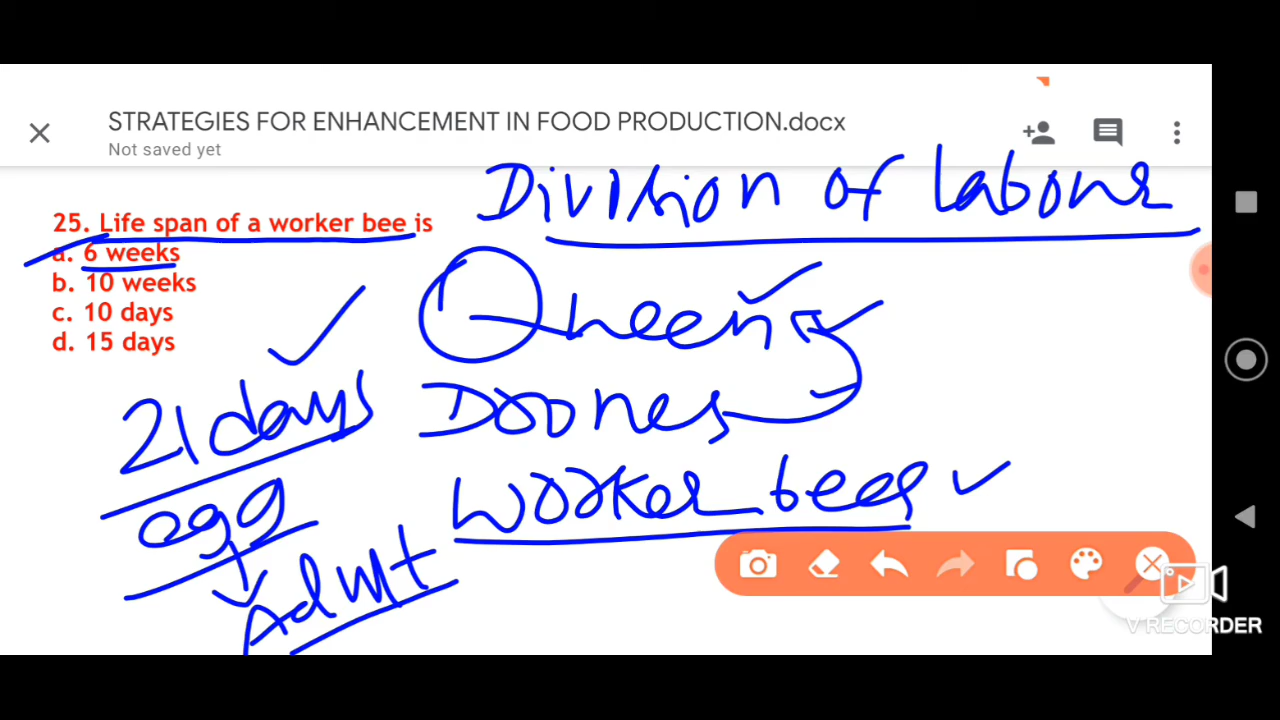 STRATEGIES FOR ENHANCEMENT IN FOOD PRODUCTION.docx
Not saved yet
Division of labour
25. Life span of a worker bee is
a. 6 weeks
b. 10 weeks
c. 10 days
d. 15 days
Queen
Drones
worker bees
21 days
egg
Adult
V RECORDER